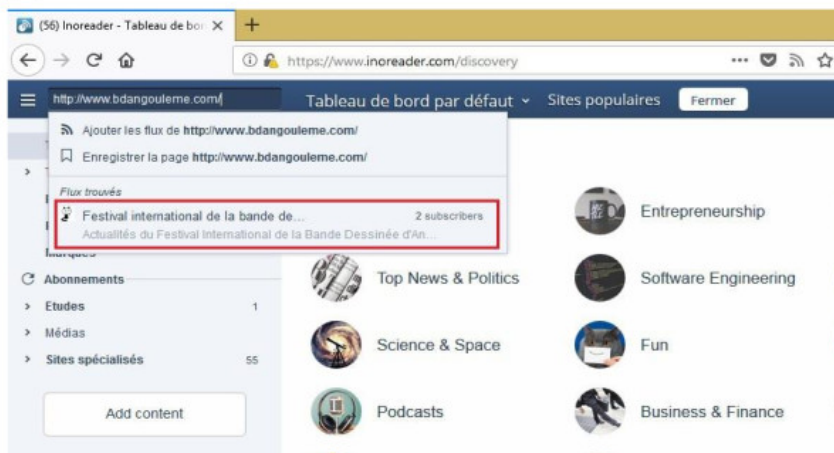 (56) Inoreader - Tableau de bor
https://www.inoreader.com/discovery
http://www.bdangouleme.com/
Tableau de bord par défaut
Sites populaires
Fermer
Ajouter les flux de http://www.bdangouleme.com/
Enregistrer la page http://www.bdangouleme.com/
Flux trouvés
Festival international de la bande de...
2 subscribers
Actualités du Festival International de la Bande Dessinée d'An...
Abonnements
Etudes 1
Médias
Sites spécialisés 55
Add content
Entrepreneurship
Top News & Politics
Software Engineering
Science & Space
Fun
Podcasts
Business & Finance